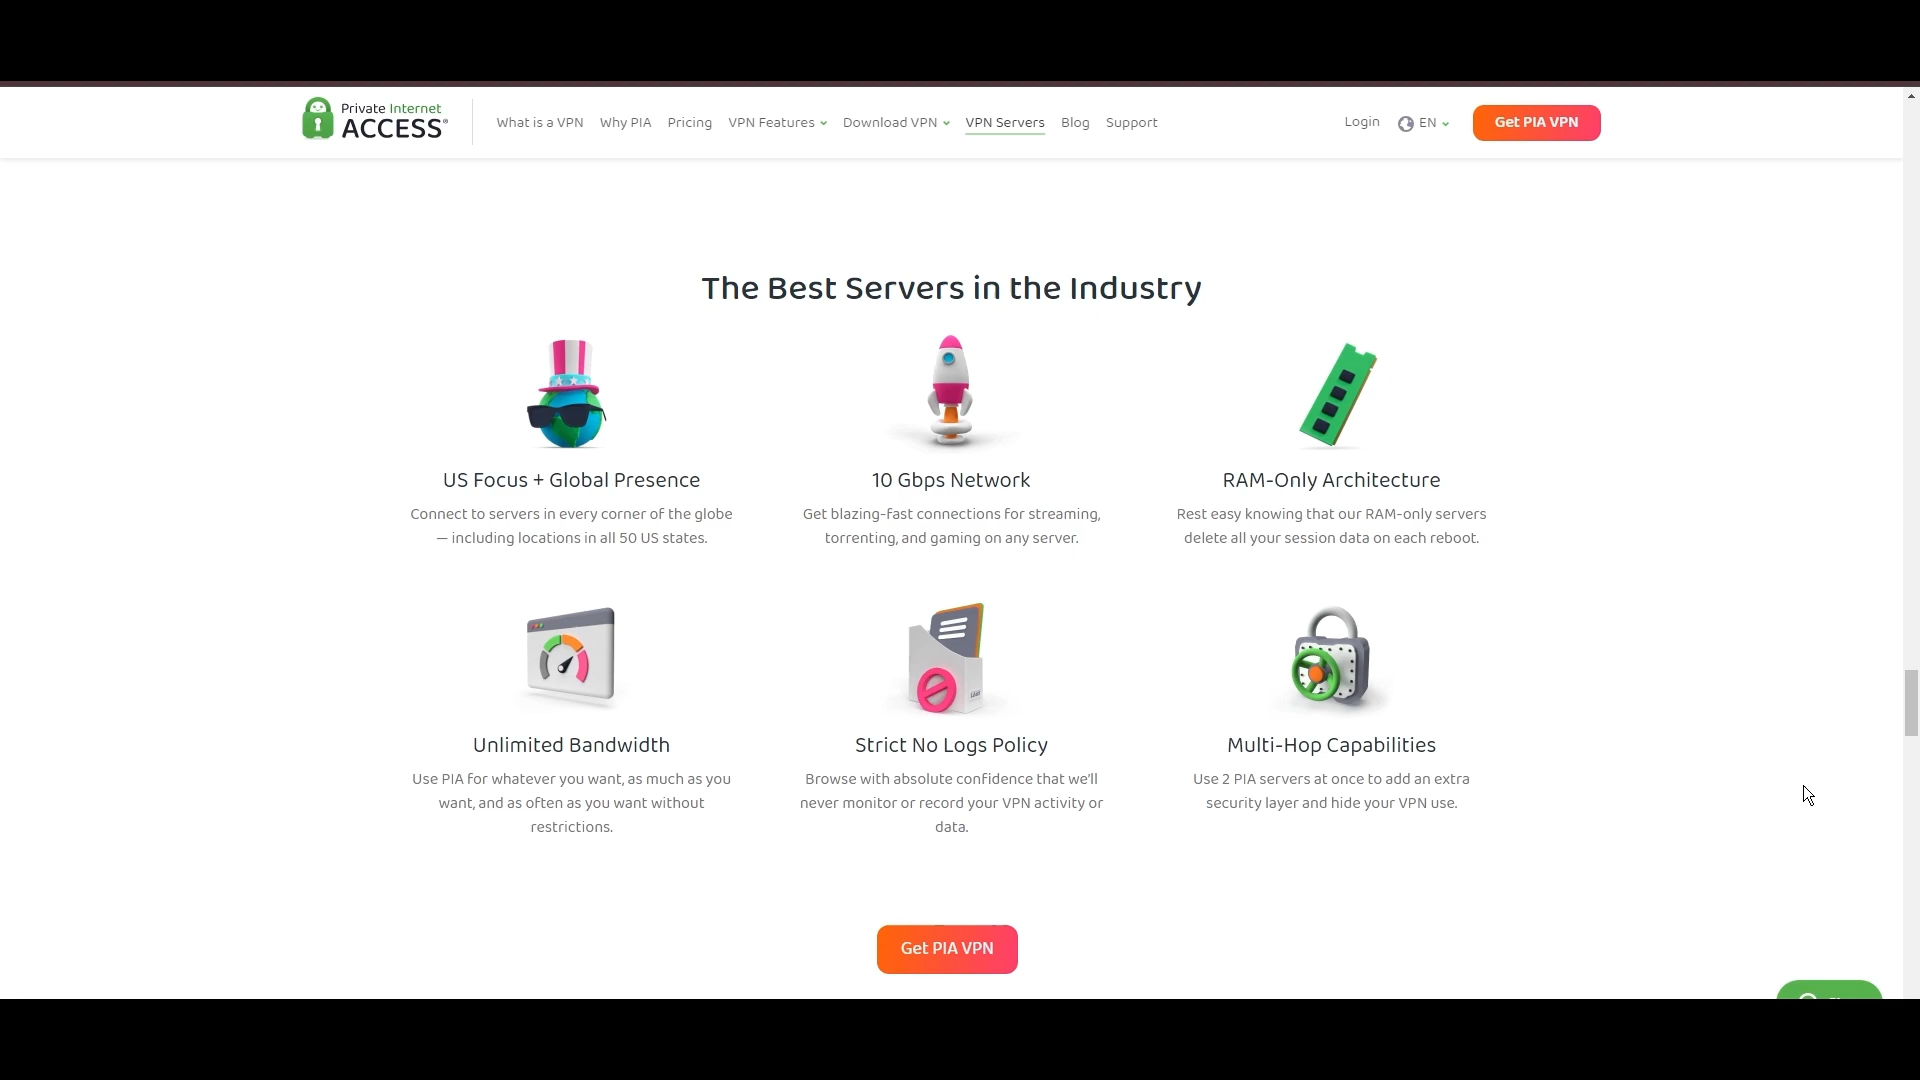 Private Internet
ACCESS®
What is a VPN Why PIA Pricing VPN Features Download VPN VPN Servers Blog Support Login EN Get PIA VPN
The Best Servers in the Industry
US Focus + Global Presence
Connect to servers in every corner of the globe
— including locations in all 50 US states.
10 Gbps Network
Get blazing-fast connections for streaming,
torrenting, and gaming on any server.
RAM-Only Architecture
Rest easy knowing that our RAM-only servers
delete all your session data on each reboot.
Unlimited Bandwidth
Use PIA for whatever you want, as much as you
want, and as often as you want without
restrictions.
Strict No Logs Policy
Browse with absolute confidence that we'll
never monitor or record your VPN activity or
data.
Multi-Hop Capabilities
Use 2 PIA servers at once to add an extra
security layer and hide your VPN use.
Get PIA VPN